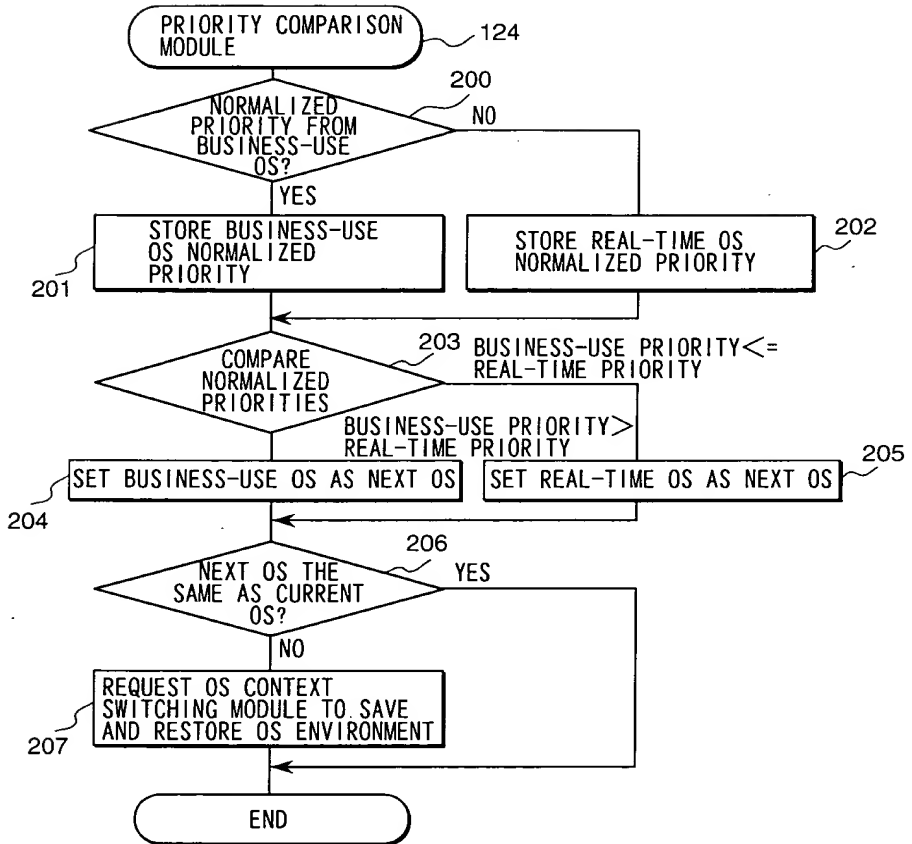 PRIORITY COMPARISON
MODULE
124
200
NORMALIZED
PRIORITY FROM
BUSINESS-USE
OS?
NO
YES
STORE BUSINESS-USE
OS NORMALIZED
PRIORITY
201
STORE REAL-TIME OS
NORMALIZED PRIORITY
202
203
COMPARE
NORMALIZED
PRIORITIES
BUSINESS-USE PRIORITY<=
REAL-TIME PRIORITY
BUSINESS-USE PRIORITY>
REAL-TIME PRIORITY
SET BUSINESS-USE OS AS NEXT OS
204
SET REAL-TIME OS AS NEXT OS
205
206
NEXT OS THE
SAME AS CURRENT
OS?
YES
NO
REQUEST OS CONTEXT
SWITCHING MODULE TO SAVE
AND RESTORE OS ENVIRONMENT
207
END